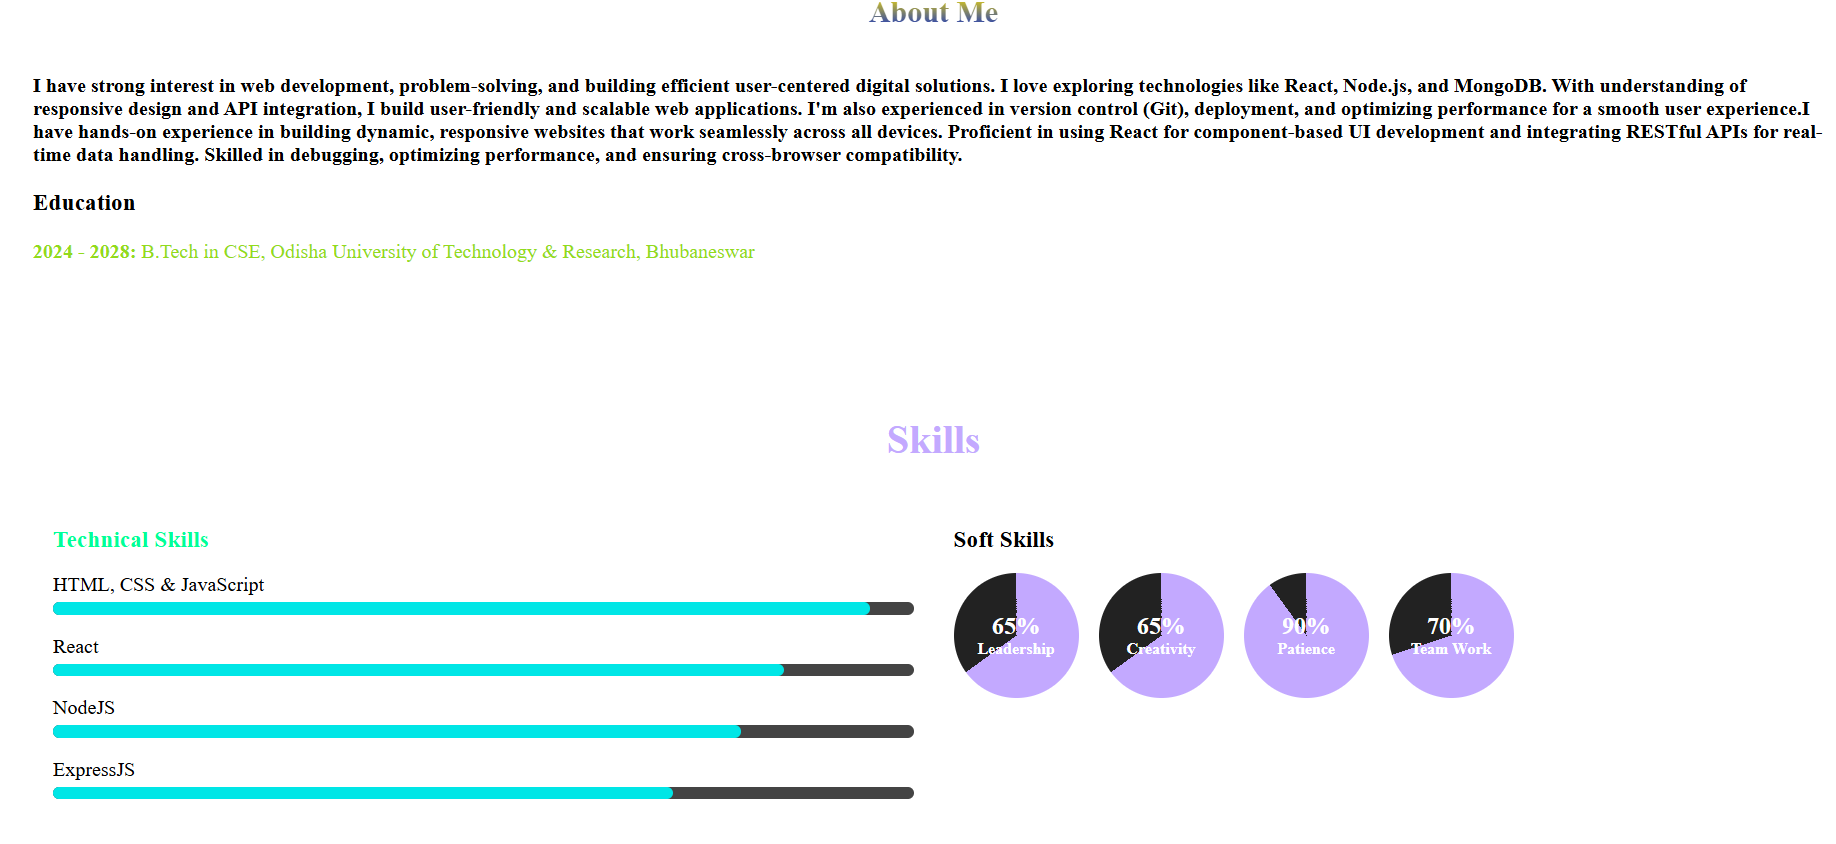 About Me
I have strong interest in web development, problem-solving, and building efficient user-centered digital solutions. I love exploring technologies like React, Node.js, and MongoDB. With understanding of
responsive design and API integration, I build user-friendly and scalable web applications. I'm also experienced in version control (Git), deployment, and optimizing performance for a smooth user experience.I
have hands-on experience in building dynamic, responsive websites that work seamlessly across all devices. Proficient in using React for component-based UI development and integrating RESTful APIs for real-
time data handling. Skilled in debugging, optimizing performance, and ensuring cross-browser compatibility.
Education
2024 - 2028: B.Tech in CSE, Odisha University of Technology & Research, Bhubaneswar
Skills
Technical Skills
HTML, CSS & JavaScript
React
NodeJS
ExpressJS
Soft Skills
65%
Leadership
65%
Creativity
90%
Patience
70%
Team Work